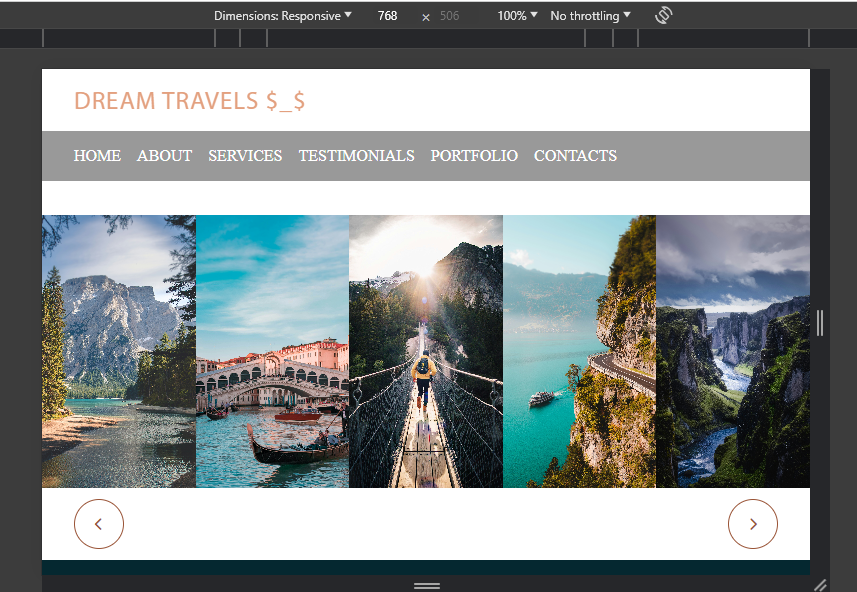 Dimensions: Responsive 768 × 506 100% No throttling
DREAM TRAVELS $_$
HOME ABOUT SERVICES TESTIMONIALS PORTFOLIO CONTACTS